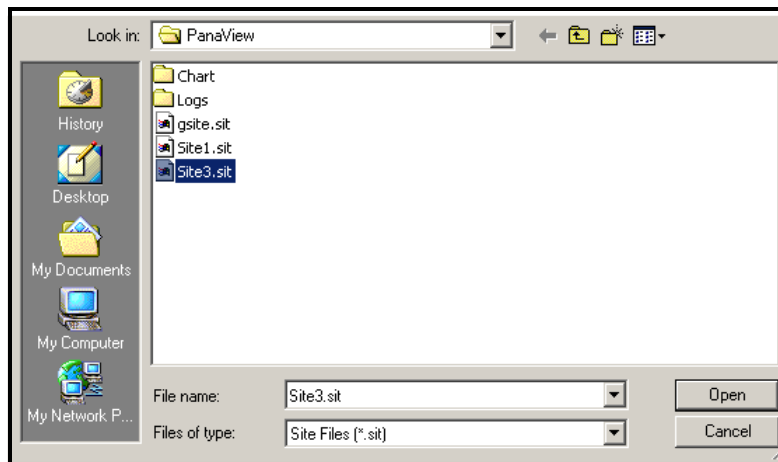 Look in: PanaView
History
Desktop
My Documents
My Computer
My Network P...
Chart
Logs
gsite.sit
Site1.sit
Site3.sit
File name: Site3.sit Open
Files of type: Site Files (*.sit) Cancel